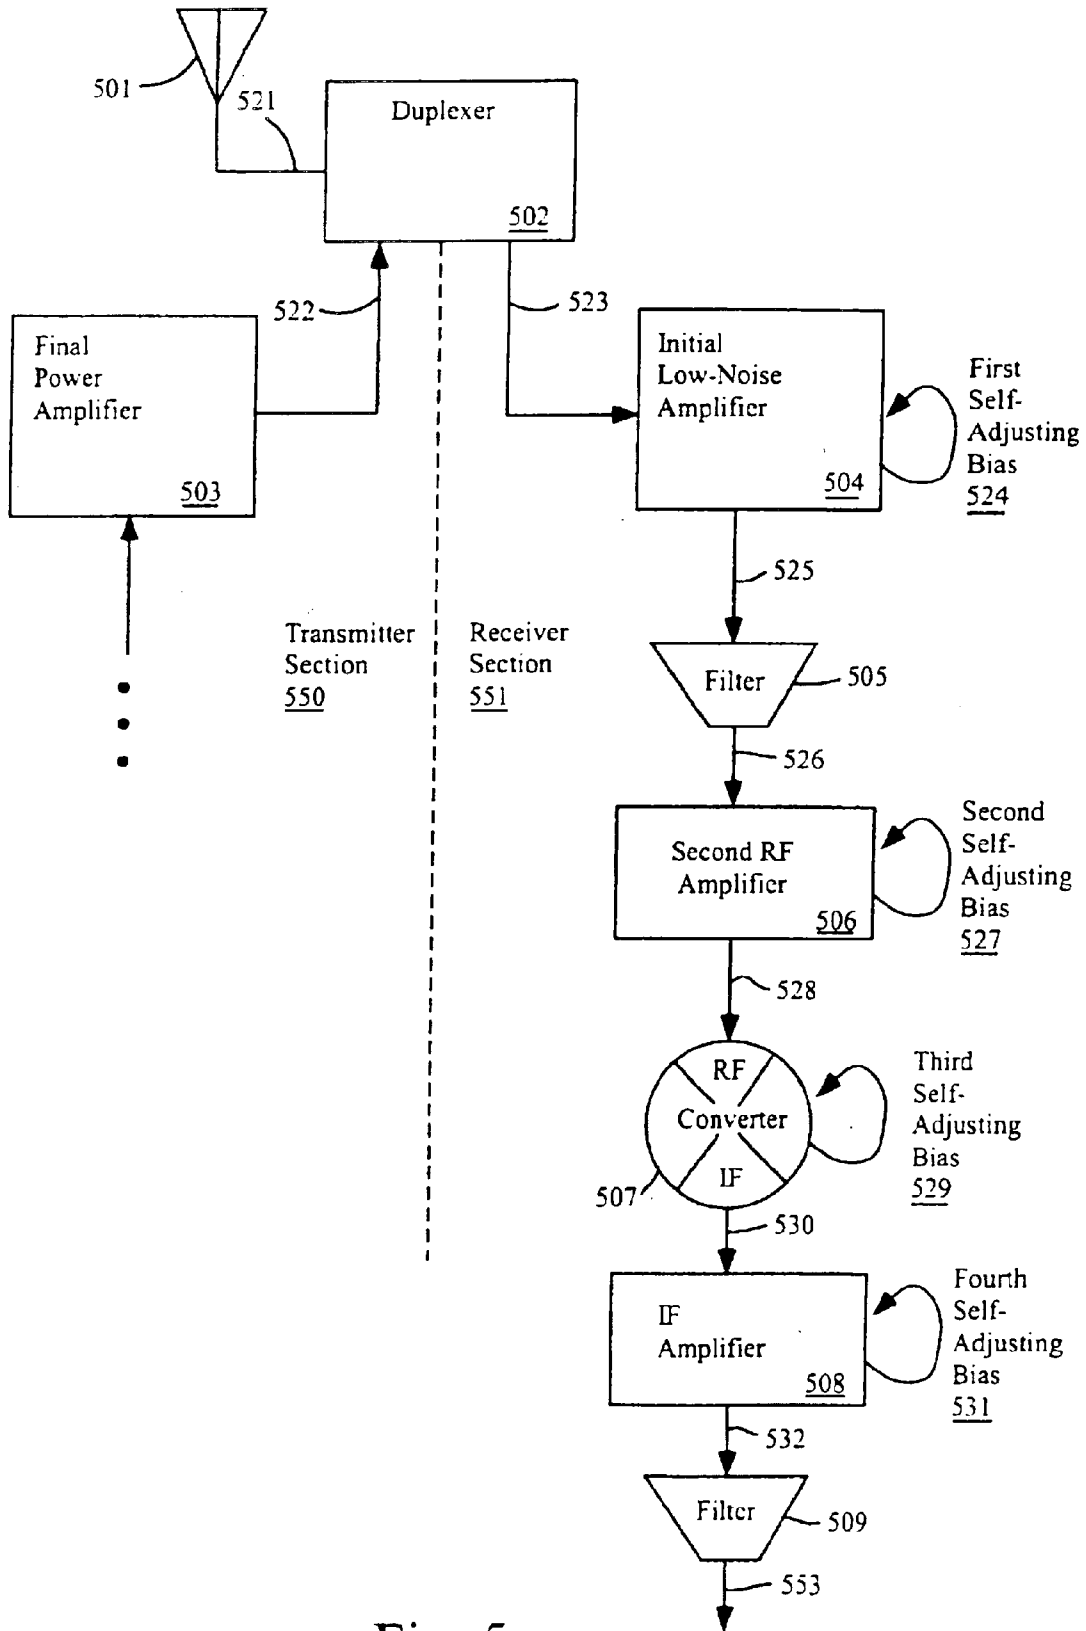 501
521
Duplexer
502
522
523
Final
Power
Amplifier
503
Initial
Low-Noise
Amplifier
504
First
Self-
Adjusting
Bias
524
525
Transmitter
Section
550
Receiver
Section
551
Filter
505
526
Second RF
Amplifier
506
Second
Self-
Adjusting
Bias
527
528
RF
Converter
IF
507
Third
Self-
Adjusting
Bias
529
530
IF
Amplifier
508
Fourth
Self-
Adjusting
Bias
531
532
Filter
509
553